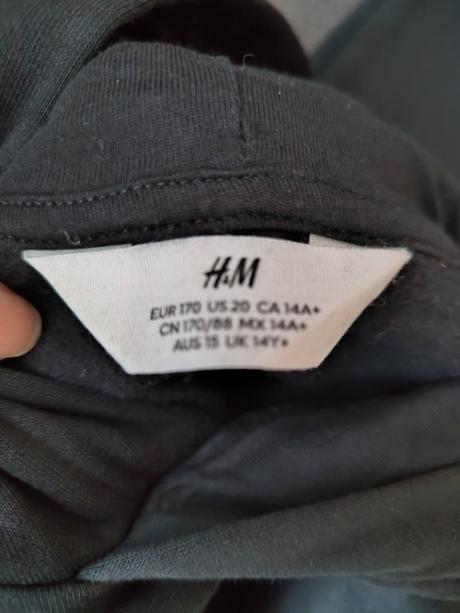 H&M
EUR 170 US 20 CA 14A+
CN 170/88 MX 14A+
AUS 15 UK 14Y+